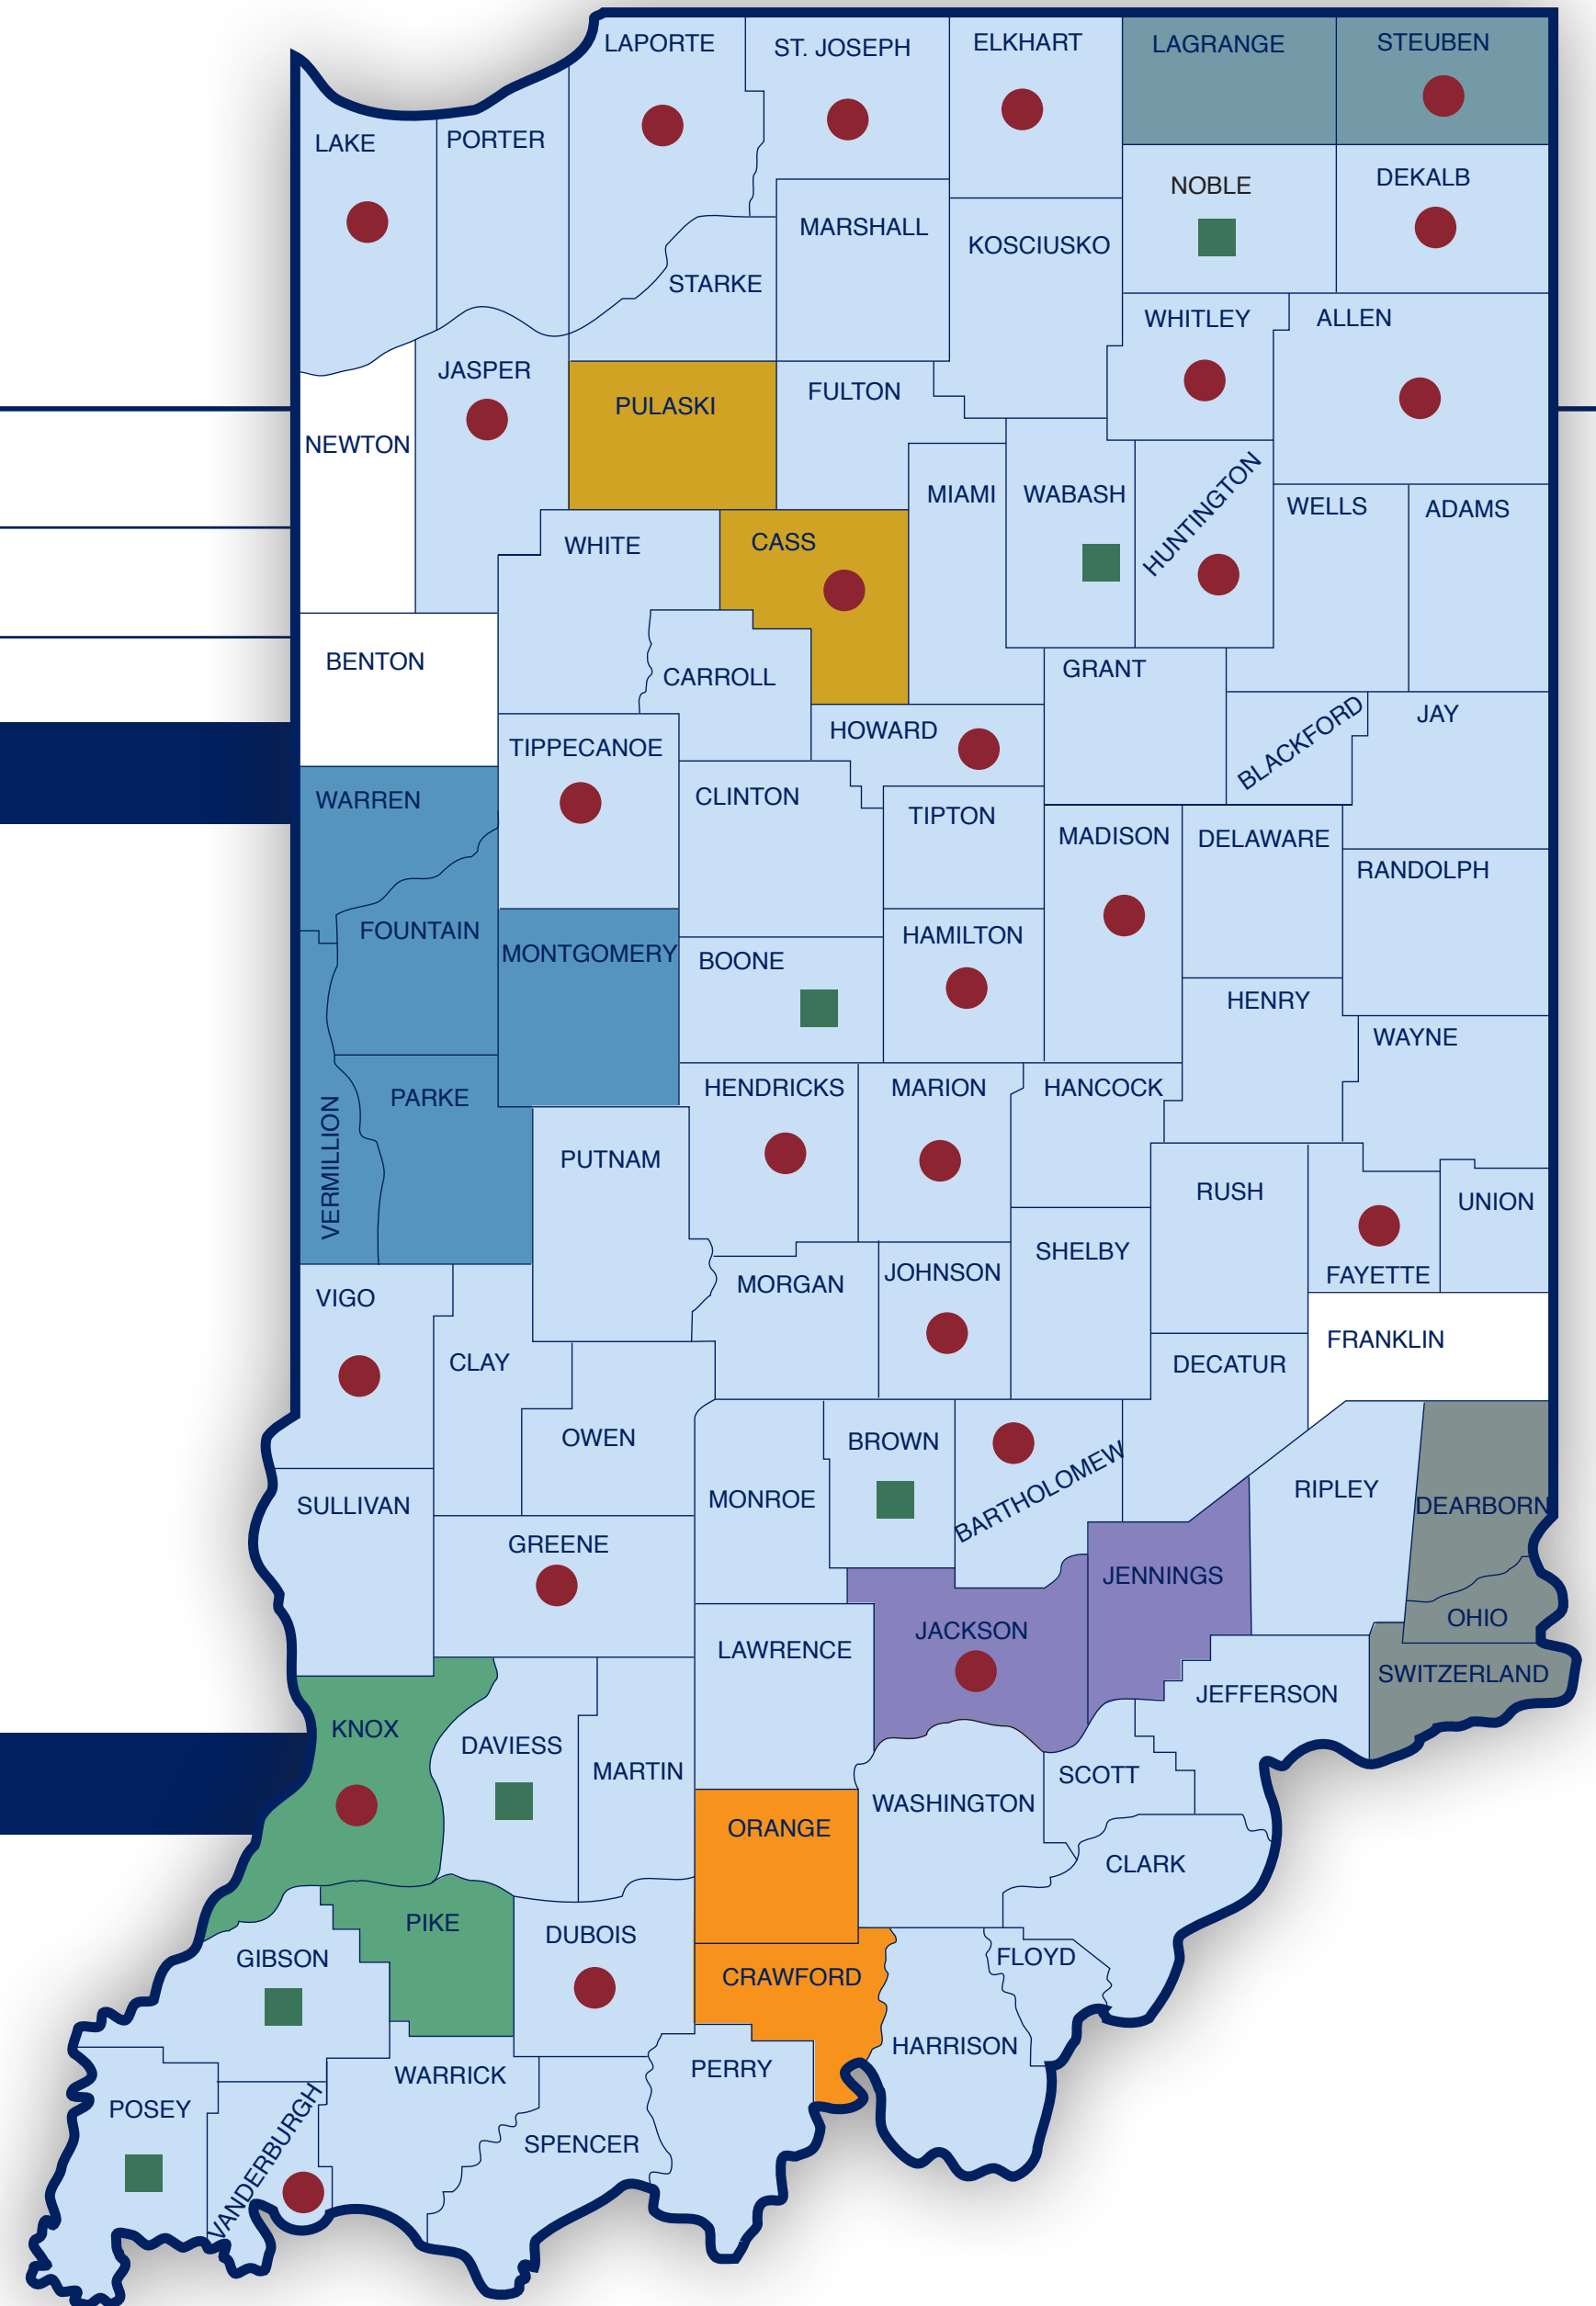 LAPORTE
ST. JOSEPH
ELKHART
LAGRANGE
STEUBEN
LAKE
PORTER
NOBLE
DEKALB
MARSHALL
KOSCIUSKO
STARKE
WHITLEY
ALLEN
JASPER
PULASKI
FULTON
NEWTON
MIAMI
WABASH
HUNTINGTON
WELLS
ADAMS
WHITE
CASS
BENTON
CARROLL
GRANT
BLACKFORD
JAY
HOWARD
TIPPECANOE
WARREN
CLINTON
TIPTON
MADISON
DELAWARE
RANDOLPH
FOUNTAIN
MONTGOMERY
BOONE
HAMILTON
HENRY
WAYNE
VERMILLION
PARKE
HENDRICKS
MARION
HANCOCK
PUTNAM
RUSH
UNION
SHELBY
FAYETTE
MORGAN
JOHNSON
VIGO
FRANKLIN
CLAY
DECATUR
OWEN
BROWN
BARTHOLOMEW
RIPLEY
MONROE
SULLIVAN
DEARBORN
GREENE
JENNINGS
OHIO
JACKSON
LAWRENCE
SWITZERLAND
JEFFERSON
KNOX
DAVIESS
MARTIN
SCOTT
WASHINGTON
ORANGE
CLARK
PIKE
DUBOIS
GIBSON
FLOYD
CRAWFORD
HARRISON
PERRY
WARRICK
POSEY
VANDERBURGH
SPENCER